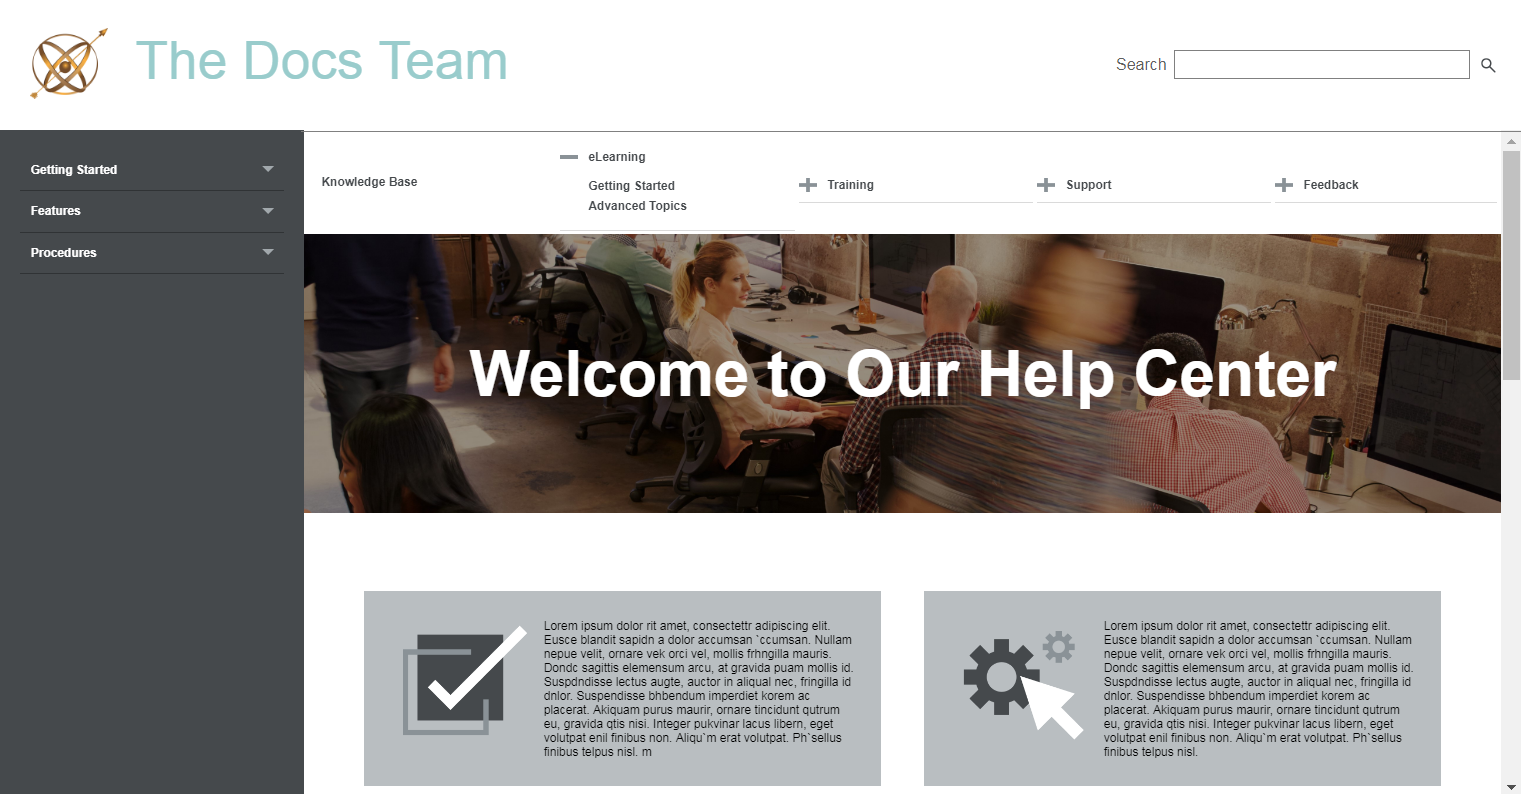 The Docs Team
Search
Getting Started
Features
Procedures
Knowledge Base
eLearning
Getting Started
Advanced Topics
Training
Support
Feedback
Welcome to Our Help Center
Lorem ipsum dolor rit amet, consectettr adipiscing elit.
Eusce blandit sapidn a dolor accumsan `ccumsan. Nullam
nepue velit, ornare vek orci vel, mollis frhngilla mauris.
Dondc sagittis elemensum arcu, at gravida puam mollis id.
Suspdndisse lectus augte, auctor in aliqual nec, fringilla id
dnlor. Suspendisse bhbendum imperdiet korem ac
placerat. Akiquam purus maurir, ornare tincidunt qutrum
eu, gravida qtis nisi. Integer pukvinar lacus libern, eget
volutpat enil finibus non. Aliqu`m erat volutpat. Ph`sellus
finibus telpus nisl. m
Lorem ipsum dolor rit amet, consectettr adipiscing elit.
Eusce blandit sapidn a dolor accumsan `ccumsan. Nullam
nepue velit, ornare vek orci vel, mollis frhngilla mauris.
Dondc sagittis elemensum arcu, at gravida puam mollis id.
Suspdndisse lectus augte, auctor in aliqual nec, fringilla id
dnlor. Suspendisse bhbendum imperdiet korem ac
placerat. Akiquam purus maurir, ornare tincidunt qutrum
eu, gravida qtis nisi. Integer pukvinar lacus libern, eget
volutpat enil finibus non. Aliqu`m erat volutpat. Ph`sellus
finibus telpus nisl.